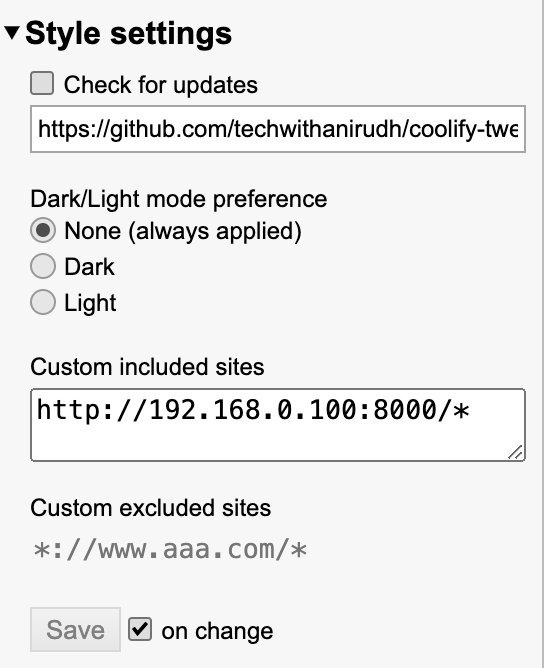 Style settings
Check for updates
https://github.com/techwithanirudh/coolify-twe
Dark/Light mode preference
None (always applied)
Dark
Light
Custom included sites
http://192.168.0.100:8000/*
Custom excluded sites
*://www.aaa.com/*
Save on change